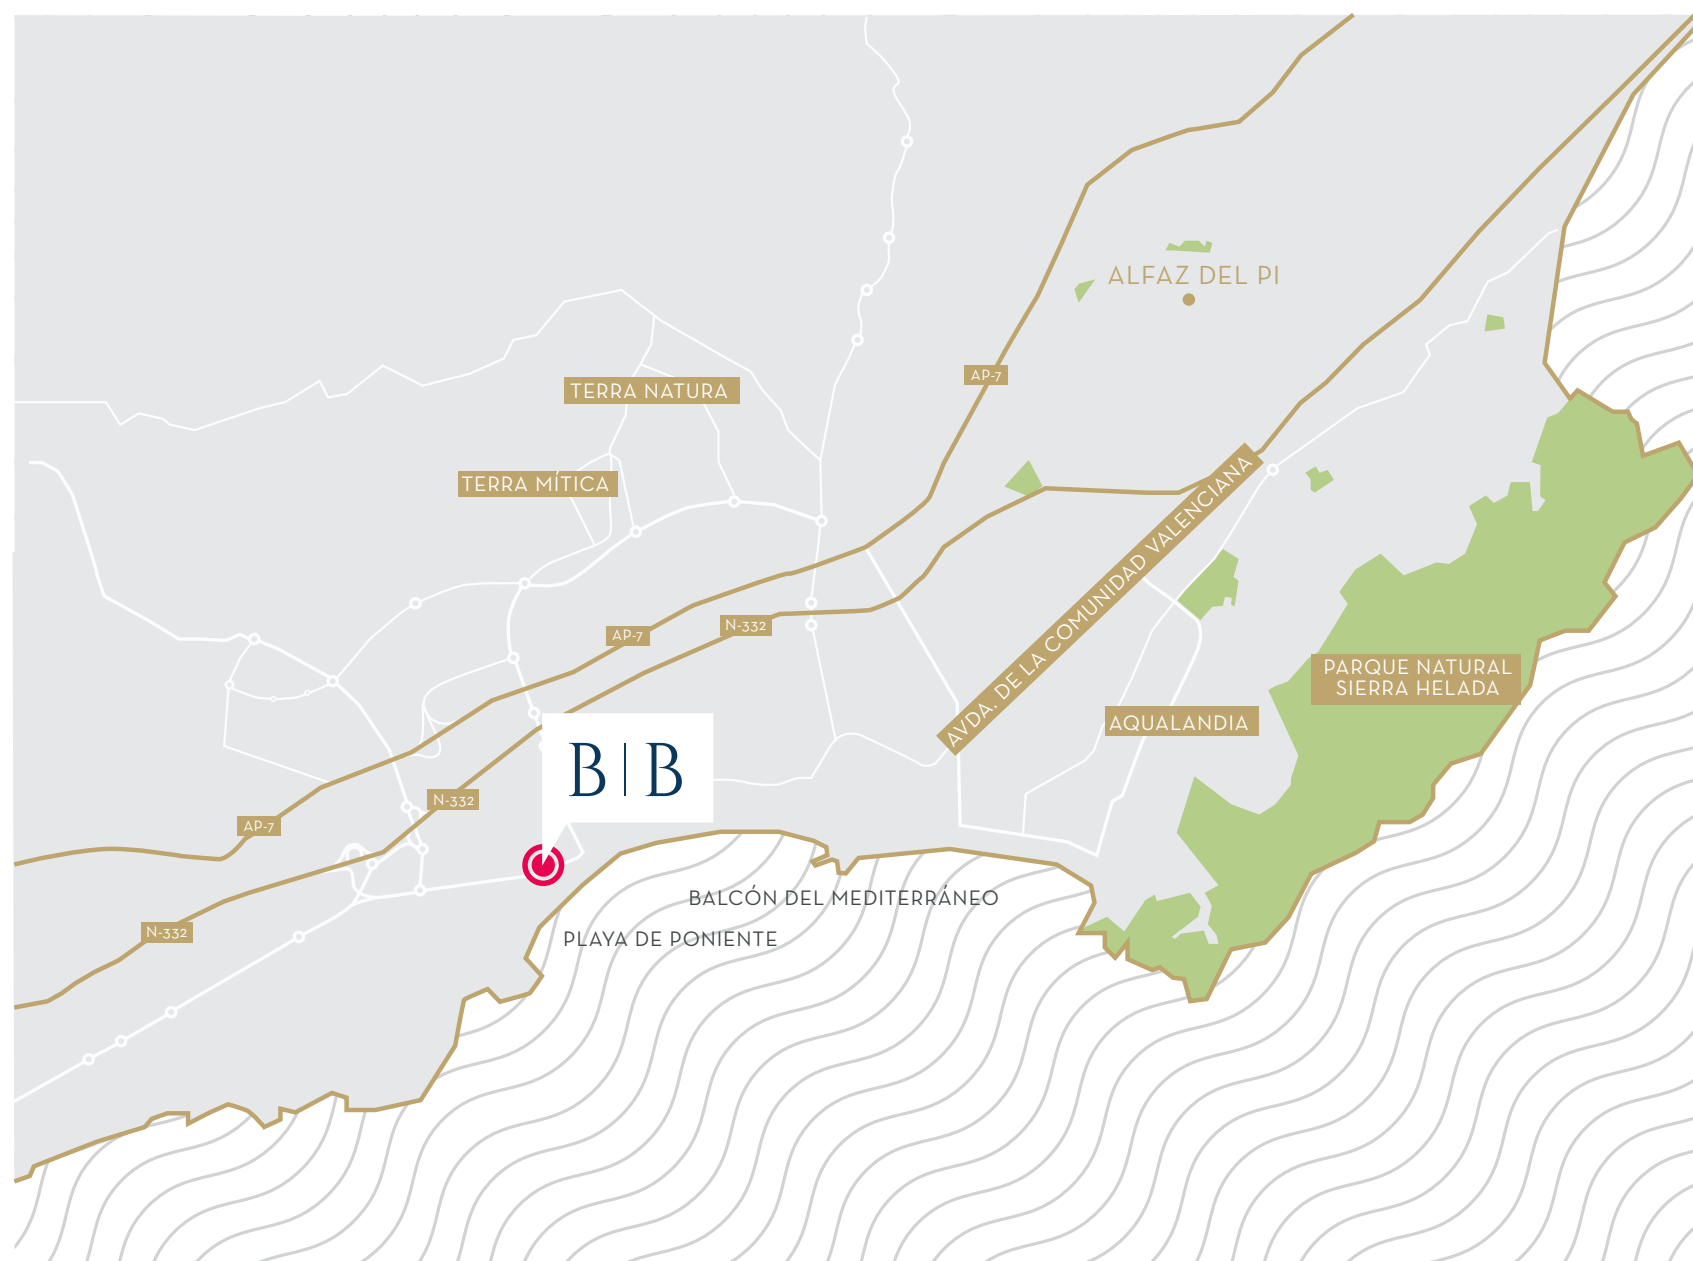 ALFAZ DEL PI
AP-7
TERRA NATURA
TERRA MÍTICA
AVDA. DE LA COMUNIDAD VALENCIANA
N-332
AP-7
PARQUE NATURAL
SIERRA HELADA
AQUALANDIA
B|B
N-332
AP-7
BALCÓN DEL MEDITERRÁNEO
N-332
PLAYA DE PONIENTE